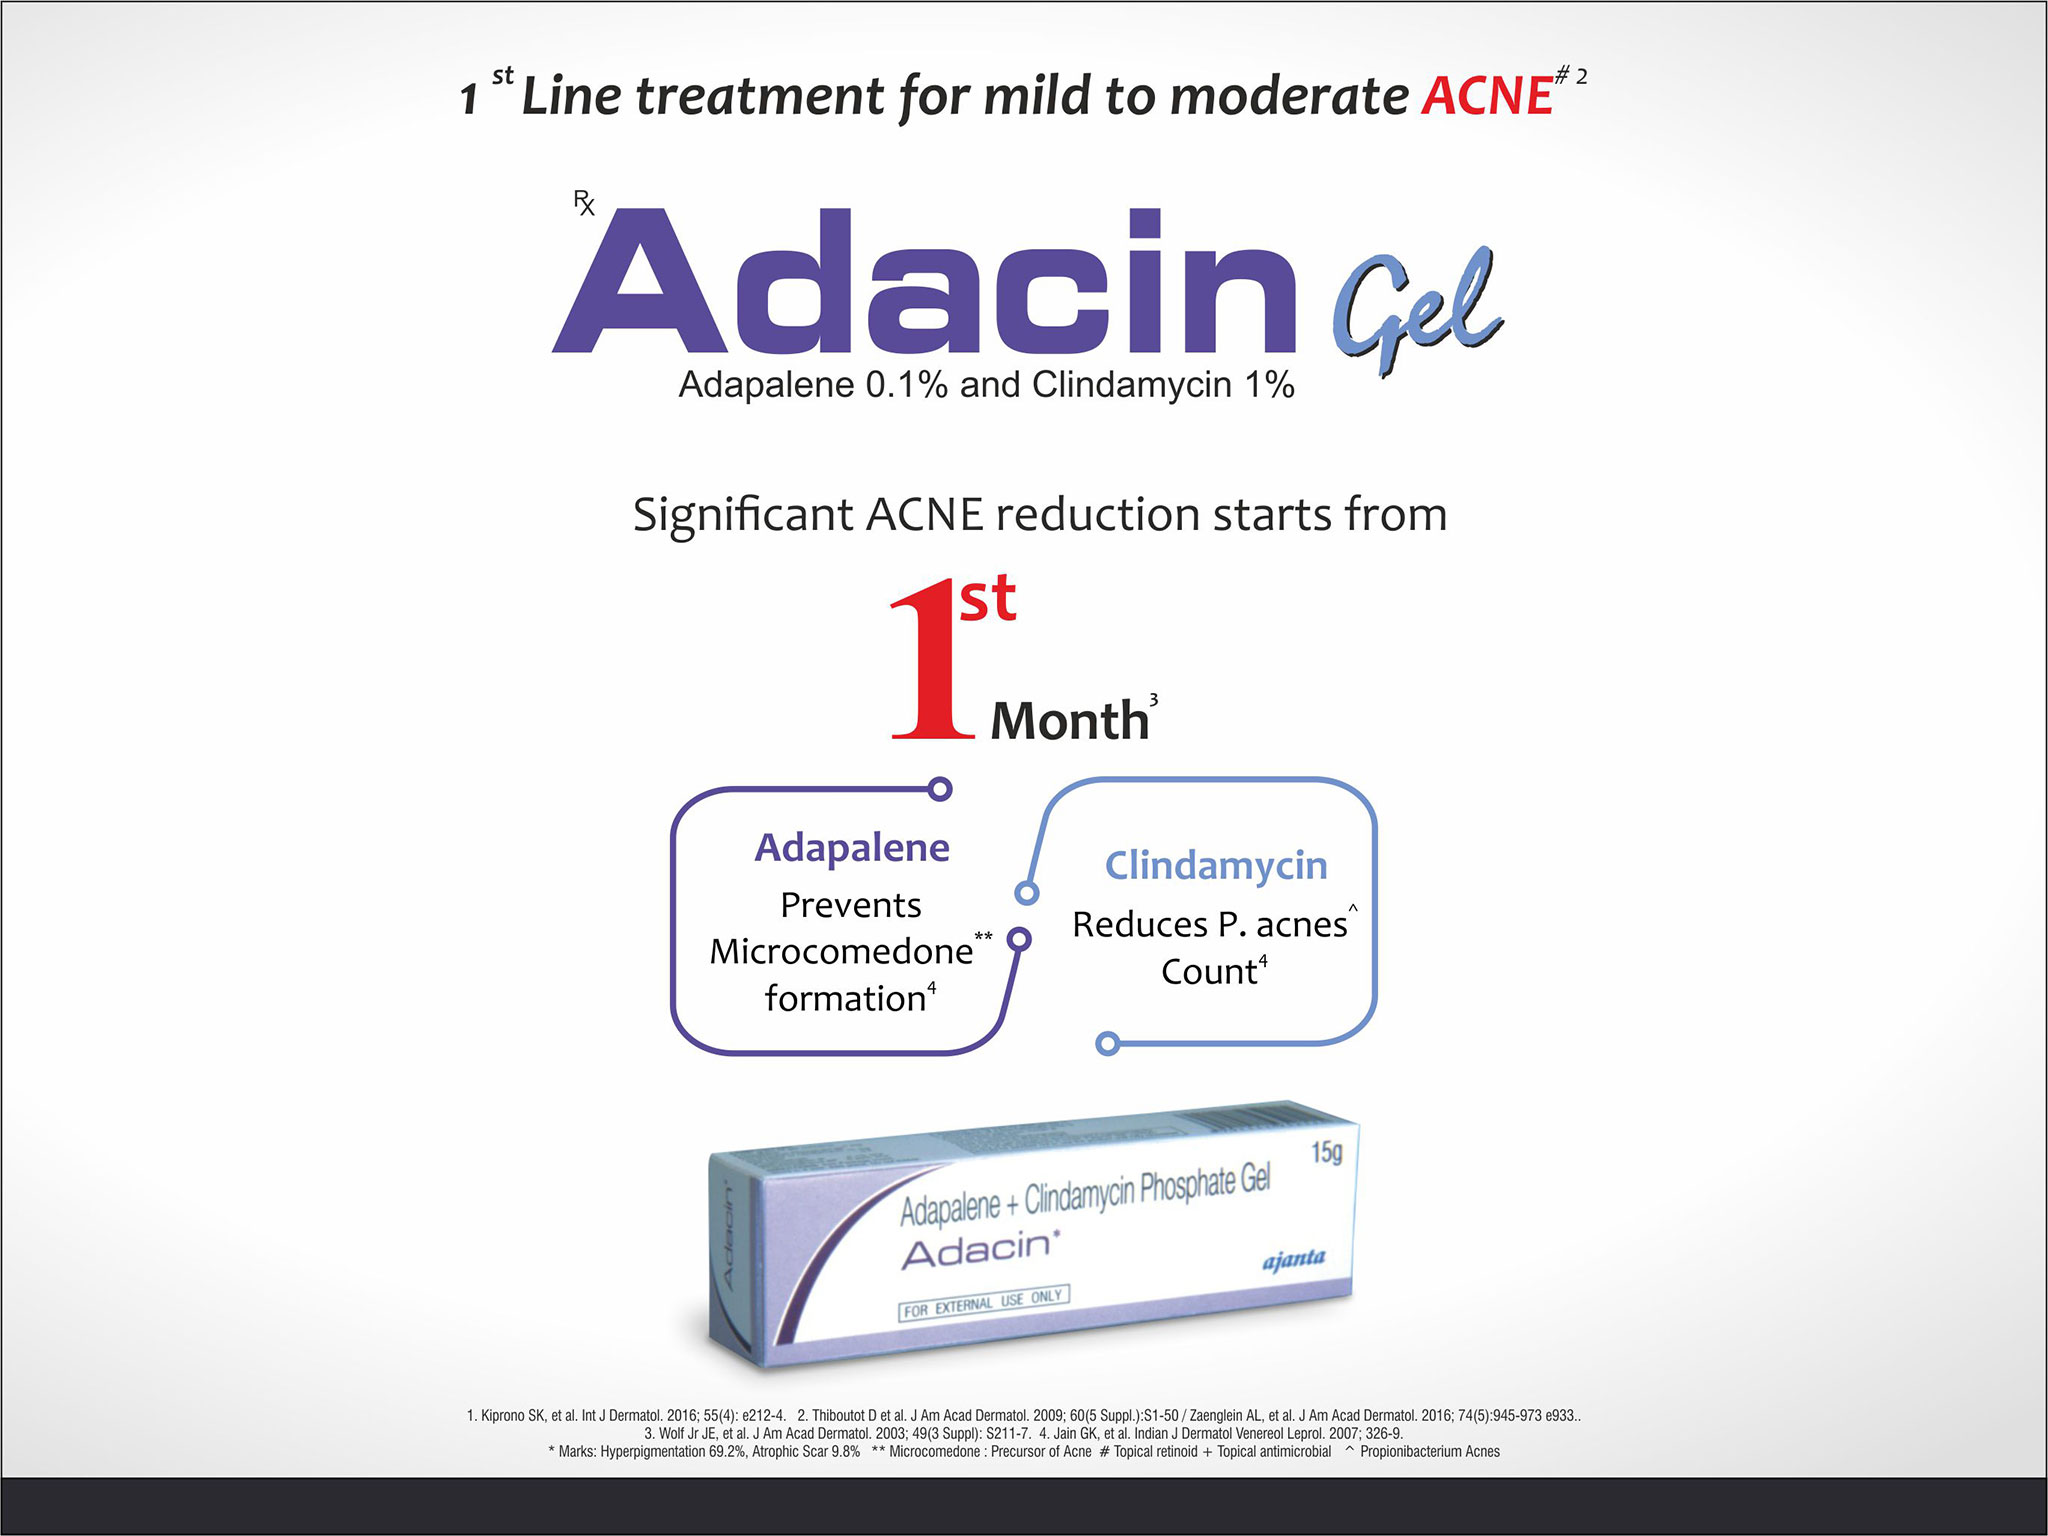 1st Line treatment for mild to moderate ACNE# 2
Rx
Adacin Gel
Adapalene 0.1% and Clindamycin 1%
Significant ACNE reduction starts from
1st
Month3
Adapalene
Prevents
Microcomedone**
formation4
Clindamycin
Reduces P. acnes^
Count4
15g
Adapalene + Clindamycin Phosphate Gel
Adacin*
ajanta
FOR EXTERNAL USE ONLY
Adacin*
1. Kiprono SK, et al. Int J Dermatol. 2016; 55(4): e212-4. 2. Thiboutot D et al. J Am Acad Dermatol. 2009; 60(5 Suppl.):S1-50 / Zaenglein AL, et al. J Am Acad Dermatol. 2016; 74(5):945-973 e933..
3. Wolf Jr JE, et al. J Am Acad Dermatol. 2003; 49(3 Suppl): S211-7. 4. Jain GK, et al. Indian J Dermatol Venereol Leprol. 2007; 326-9.
* Marks: Hyperpigmentation 69.2%, Atrophic Scar 9.8% ** Microcomedone : Precursor of Acne # Topical retinoid + Topical antimicrobial ^ Propionibacterium Acnes